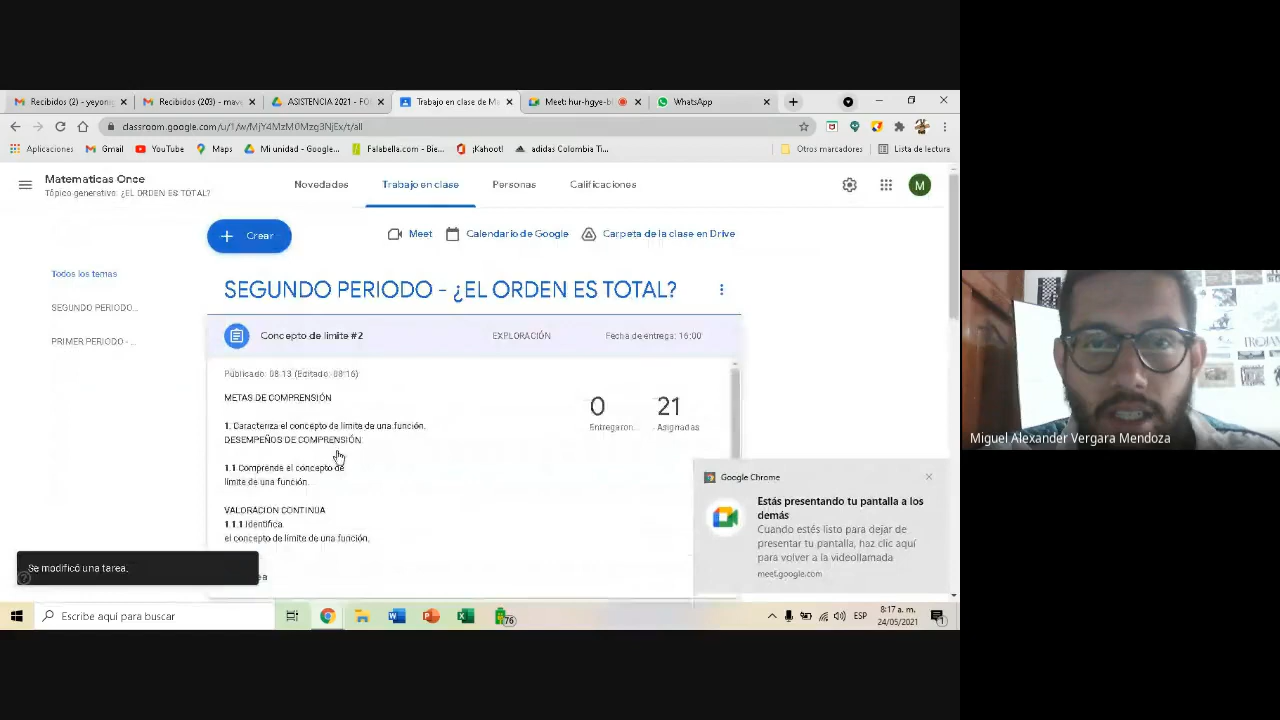 Recibidos (2) - yeyon
Recibidos (203) - mav
ASISTENCIA 2021 - FO
Trabajo en clase de M
Meet: hur-hgye-b
WhatsApp
classroom.google.com/u/1/w/MjY4MzM0Mzg3NjEx/t/all
Aplicaciones
Gmail
YouTube
Maps
Mi unidad - Google...
Falabella.com - Bie...
¡Kahoot!
adidas Colombia Ti...
Otros marcadores
Lista de lectura
Matematicas Once
Tópico generativo: ¿EL ORDEN ES TOTAL?
Novedades
Trabajo en clase
Personas
Calificaciones
M
Crear
Meet
Calendario de Google
Carpeta de la clase en Drive
Todos los temas
SEGUNDO PERIODO...
PRIMER PERIODO - ...
SEGUNDO PERIODO - ¿EL ORDEN ES TOTAL?
Concepto de limite #2
EXPLORACIÓN
Fecha de entrega: 16:00
Publicado: 08:13 (Editado: 08:16)
0
Entregaron
21
Asignadas
METAS DE COMPRENSIÓN
1. Caracteriza el concepto de limite de una función.
DESEMPEÑOS DE COMPRENSIÓN
1.1 Comprende el concepto de
limite de una función.
VALORACION CONTINUA
1.1.1 Identifica
el concepto de limite de una función.
Se modificó una tarea.
Google Chrome
Estás presentando tu pantalla a los
demás
Cuando estés listo para dejar de
presentar tu pantalla, haz clic aquí
para volver a la videollamada
meet.google.com
Escribe aquí para buscar
76
ESP
8:17 a. m.
24/05/2021
1
TROJAN
Miguel Alexander Vergara Mendoza